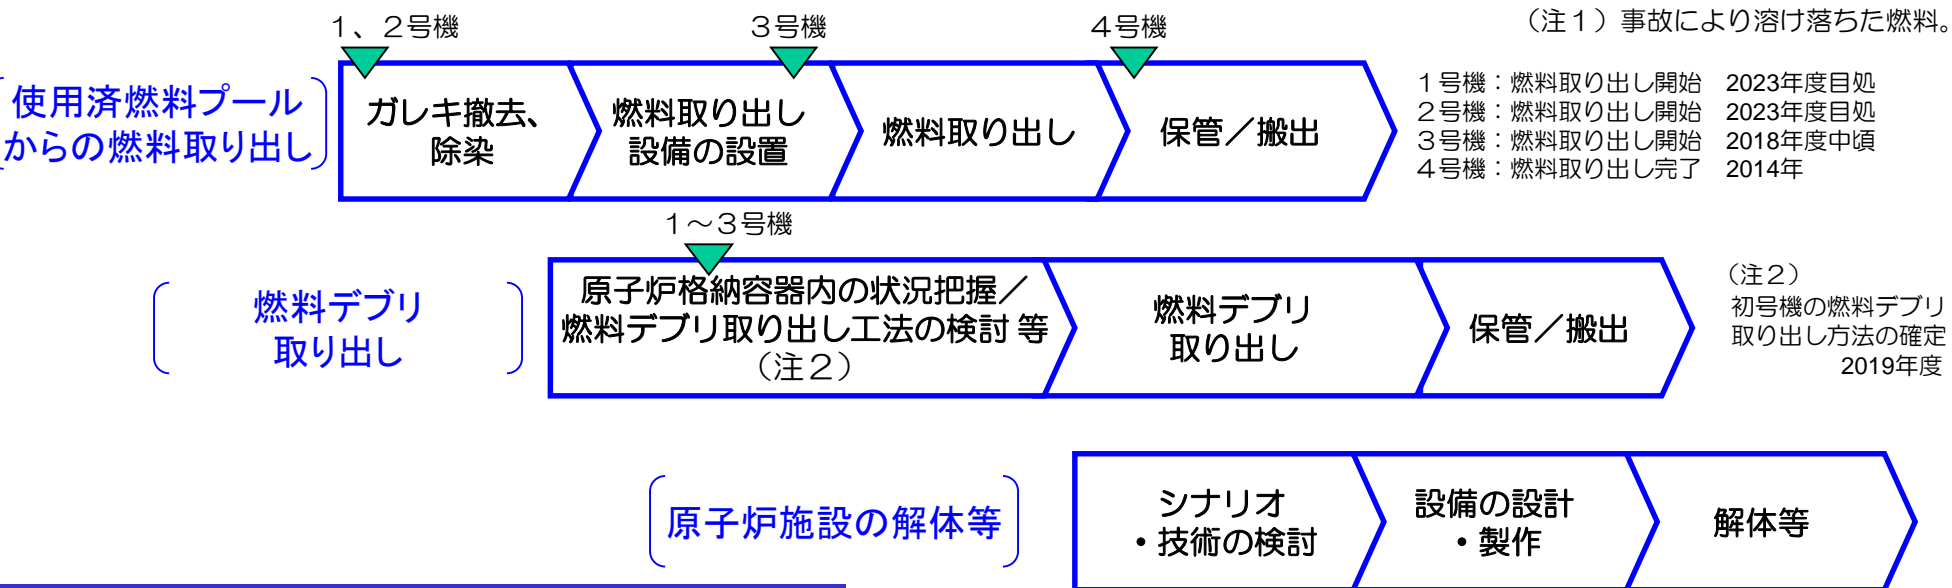 （注１）事故により溶け落ちた燃料。
１、２号機
３号機
４号機
使用済燃料プール
からの燃料取り出し
ガレキ撤去、
除染
燃料取り出し
設備の設置
燃料取り出し
保管／搬出
１号機：燃料取り出し開始　2023年度目処
２号機：燃料取り出し開始　2023年度目処
３号機：燃料取り出し開始　2018年度中頃
４号機：燃料取り出し完了　2014年
１～３号機
燃料デブリ
取り出し
原子炉格納容器内の状況把握／
燃料デブリ取り出し工法の検討 等
（注２）
燃料デブリ
取り出し
保管／搬出
（注２）
初号機の燃料デブリ
取り出し方法の確定
2019年度
原子炉施設の解体等
シナリオ
・技術の検討
設備の設計
・製作
解体等